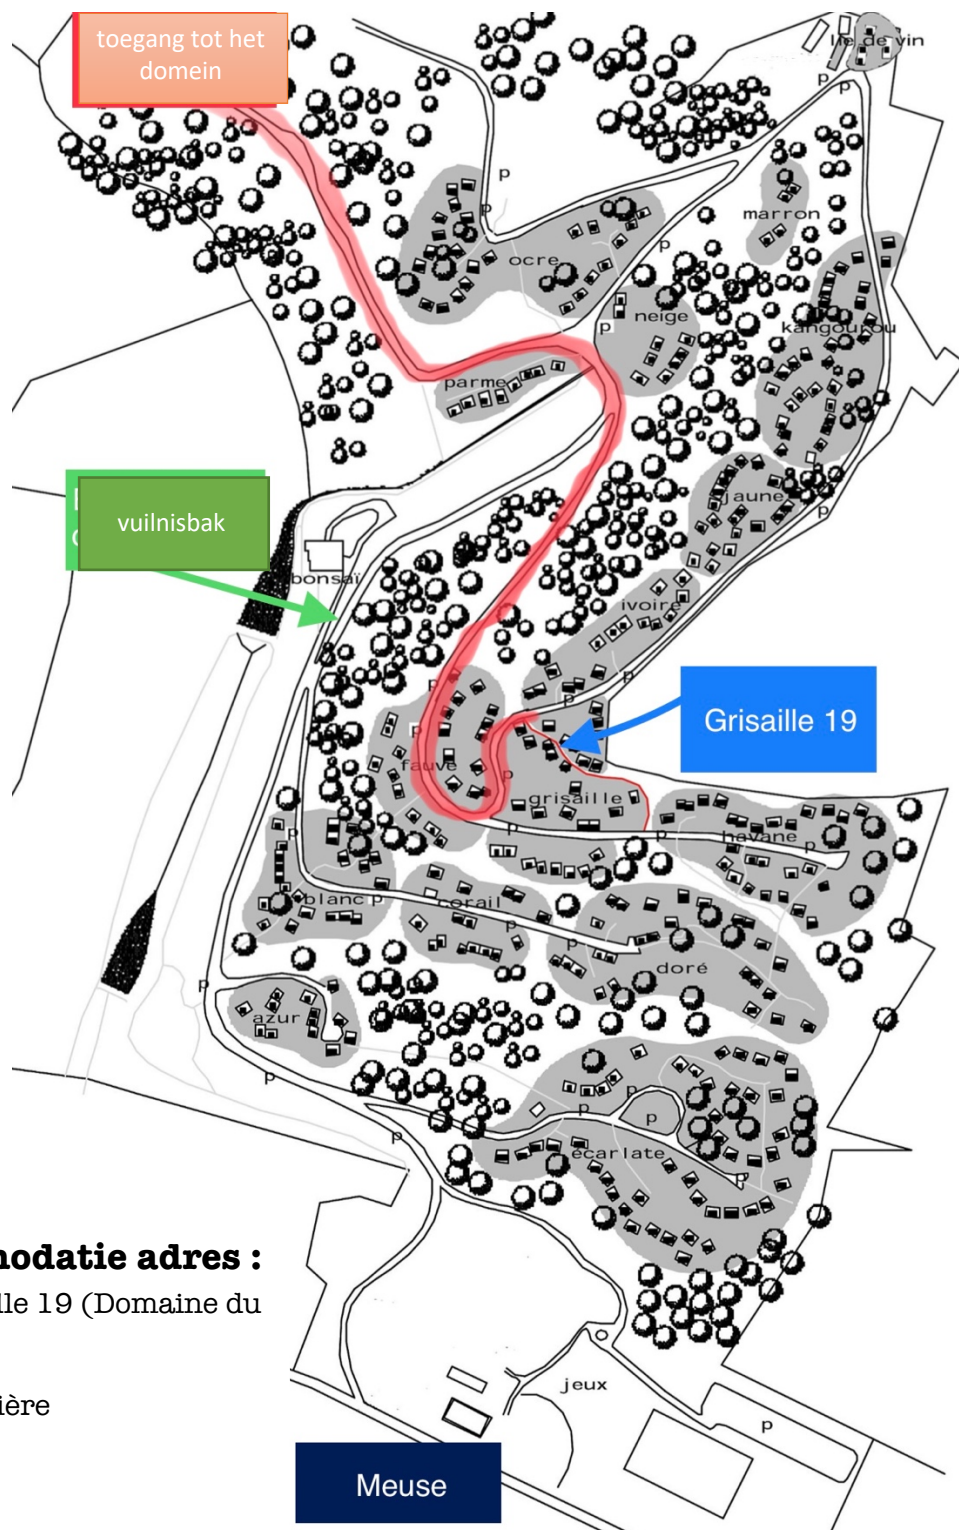 toegang tot het
domein
Ile de vin
p
p
p
p
marron
p
ocre
p
kangourou
neige
p
parme
jaune
p
vuilnisbak
bonsaï
ivoire
p
p
p
Grisaille 19
p
fauve
p
grisaille
p
p
havane
p
p
blanc
p
corail
p
p
doré
p
azur
p
p
p
p
p
écarlate
p
modatie adres :
lle 19 (Domaine du
ière
jeux
p
Meuse